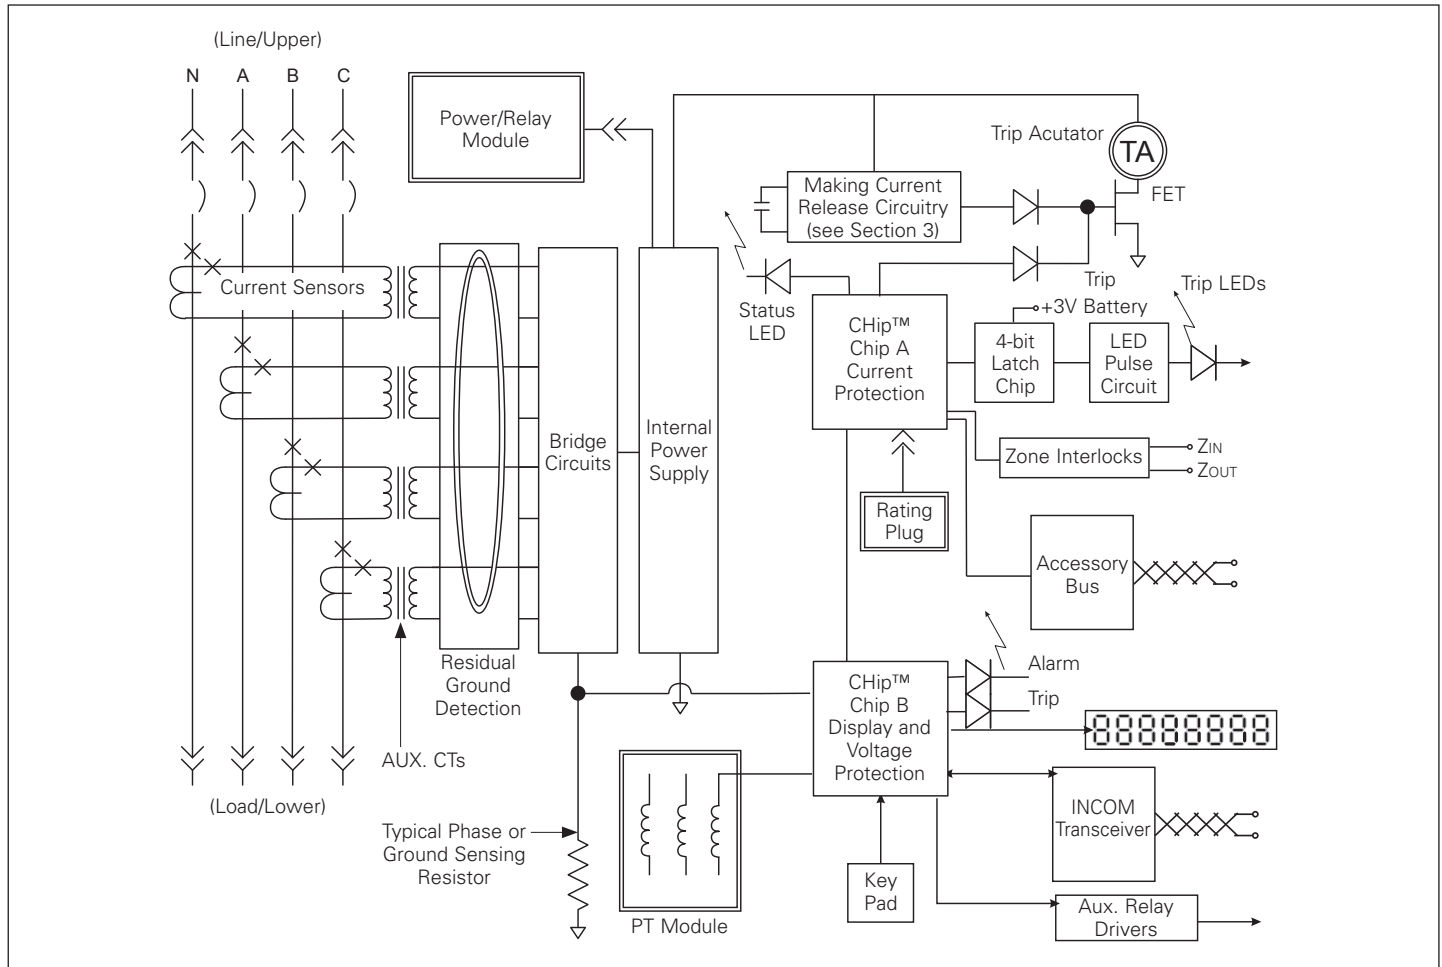 (Line/Upper)
N A B C
Power/Relay
Module
Trip Acutator
TA
FET
Making Current
Release Circuitry
(see Section 3)
Current Sensors
Status
LED
Trip
Trip LEDs
+3V Battery
CHip™
Chip A
Current
Protection
4-bit
Latch
Chip
LED
Pulse
Circuit
Bridge
Circuits
Internal
Power
Supply
Zone Interlocks
ZIN
ZOUT
Rating
Plug
Accessory
Bus
Residual
Ground
Detection
AUX. CTs
(Load/Lower)
CHip™
Chip B
Display and
Voltage
Protection
Alarm
Trip
88888888
INCOM
Transceiver
Typical Phase or
Ground Sensing
Resistor
PT Module
Key
Pad
Aux. Relay
Drivers